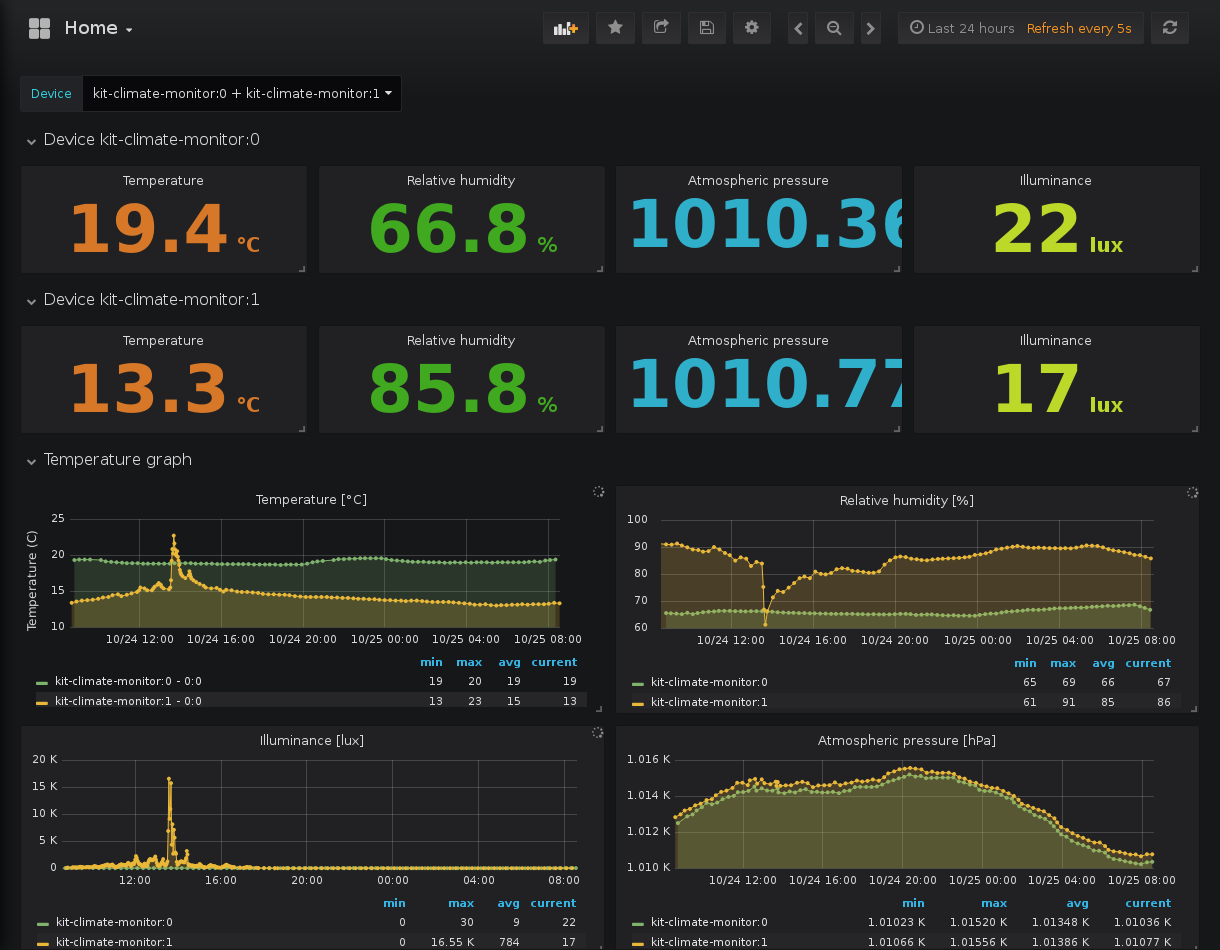 Home
Last 24 hours Refresh every 5s
Device kit-climate-monitor:0 + kit-climate-monitor:1
Device kit-climate-monitor:0
Temperature Relative humidity Atmospheric pressure Illuminance
19.4 °C 66.8 % 1010.36 22 lux
Device kit-climate-monitor:1
Temperature Relative humidity Atmospheric pressure Illuminance
13.3 °C 85.8 % 1010.77 17 lux
Temperature graph
Temperature [°C]
Temperature (C)
25
20
15
10
10/24 12:00 10/24 16:00 10/24 20:00 10/25 00:00 10/25 04:00 10/25 08:00
min max avg current
kit-climate-monitor:0 - 0:0 19 20 19 19
kit-climate-monitor:1 - 0:0 13 23 15 13
Relative humidity [%]
100
90
80
70
60
10/24 12:00 10/24 16:00 10/24 20:00 10/25 00:00 10/25 04:00 10/25 08:00
min max avg current
kit-climate-monitor:0 65 69 66 67
kit-climate-monitor:1 61 91 85 86
Illuminance [lux]
20 K
15 K
10 K
5 K
0
12:00 16:00 20:00 00:00 04:00 08:00
min max avg current
kit-climate-monitor:0 0 30 9 22
kit-climate-monitor:1 0 16.55 K 784 17
Atmospheric pressure [hPa]
1.016 K
1.014 K
1.012 K
1.010 K
10/24 12:00 10/24 16:00 10/24 20:00 10/25 00:00 10/25 04:00 10/25 08:00
min max avg current
kit-climate-monitor:0 1.01023 K 1.01520 K 1.01348 K 1.01036 K
kit-climate-monitor:1 1.01066 K 1.01556 K 1.01386 K 1.01077 K